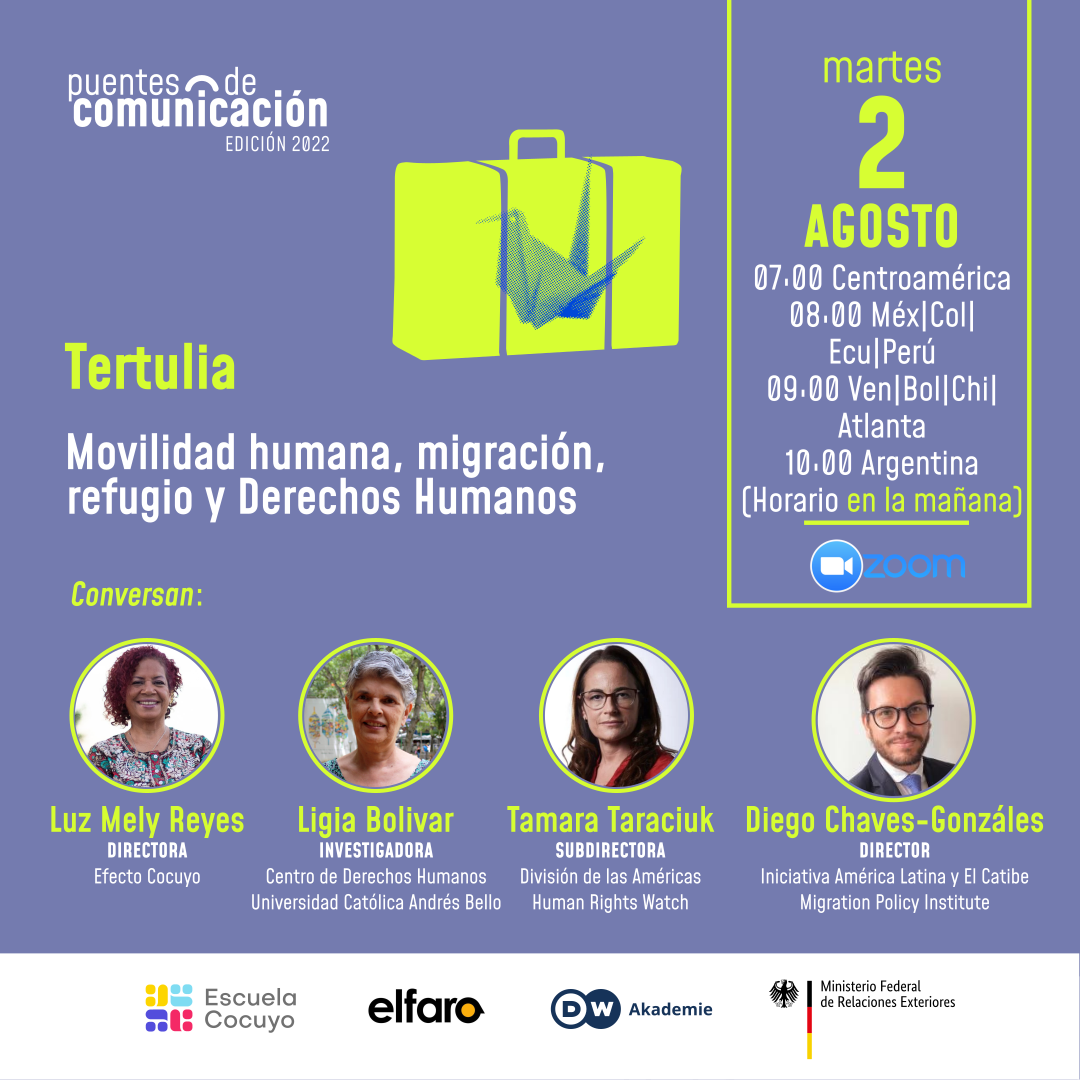 puentes de
comunicación
EDICIÓN 2022
martes
2
AGOSTO
07:00 Centroamérica
08:00 Méx|Col|
Ecu|Perú
09:00 Ven|Bol|Chi|
Atlanta
10:00 Argentina
(Horario en la mañana)
zoom
Tertulia
Movilidad humana, migración,
refugio y Derechos Humanos
Conversan:
Luz Mely Reyes
DIRECTORA
Efecto Cocuyo
Ligia Bolivar
INVESTIGADORA
Centro de Derechos Humanos
Universidad Católica Andrés Bello
Tamara Taraciuk
SUBDIRECTORA
División de las Américas
Human Rights Watch
Diego Chaves-Gonzáles
DIRECTOR
Iniciativa América Latina y El Catibe
Migration Policy Institute
Escuela
Cocuyo
elfaro
DW Akademie
Ministerio Federal
de Relaciones Exteriores